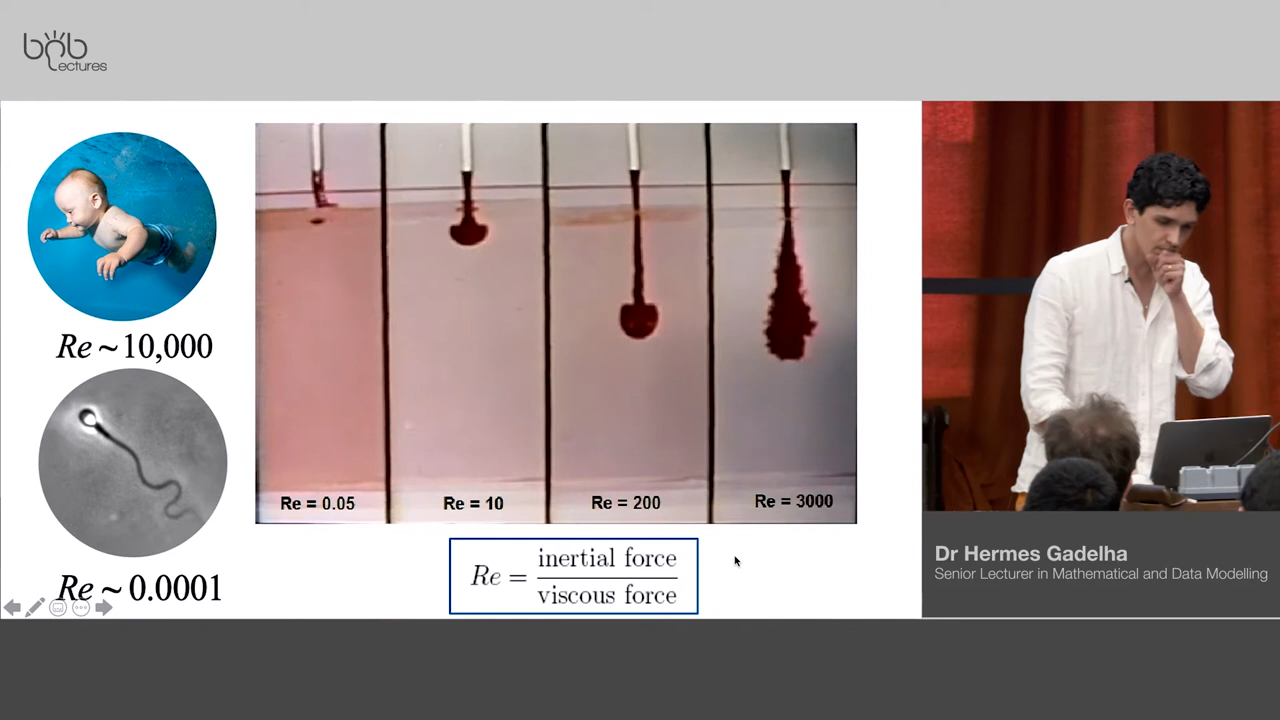 bnb
Lectures
Re ~ 10,000
Re ~ 0.0001
Re = 0.05
Re = 10
Re = 200
Re = 3000
Re = inertial force
viscous force
Dr Hermes Gadelha
Senior Lecturer in Mathematical and Data Modelling